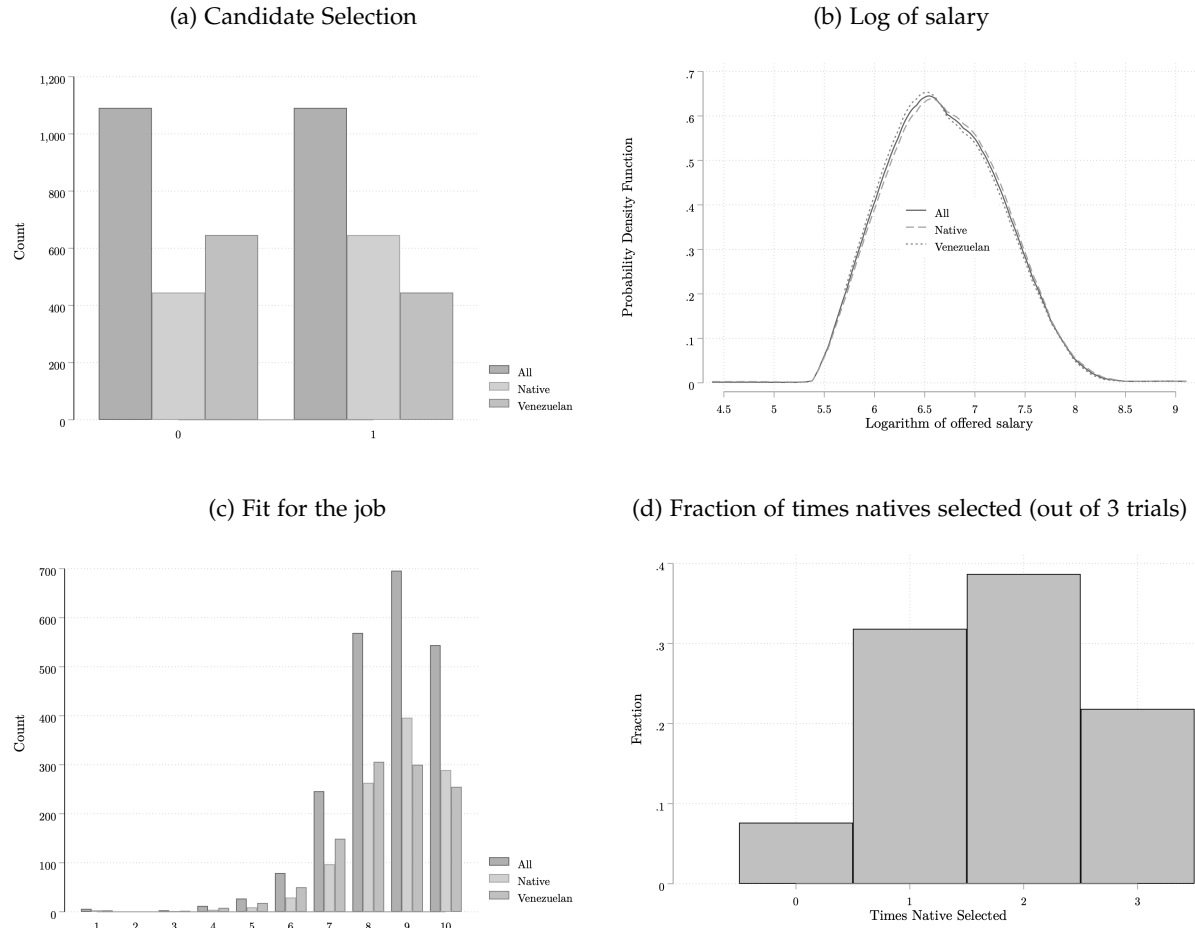 (a) Candidate Selection
1,200
1,000
800
600
400
200
0
Count
0 1
All
Native
Venezuelan
(b) Log of salary
.7
.6
.5
.4
.3
.2
.1
0
Probability Density Function
All
Native
Venezuelan
4.5 5 5.5 6 6.5 7 7.5 8 8.5 9
Logarithm of offered salary
(c) Fit for the job
700
600
500
400
300
200
100
0
Count
1 2 3 4 5 6 7 8 9 10
All
Native
Venezuelan
(d) Fraction of times natives selected (out of 3 trials)
.4
.3
.2
.1
0
Fraction
0 1 2 3
Times Native Selected